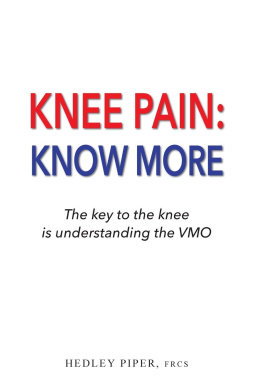 KNEE PAIN:
KNOW MORE
The key to the knee
is understanding the VMO
HEDLEY PIPER, FRCS